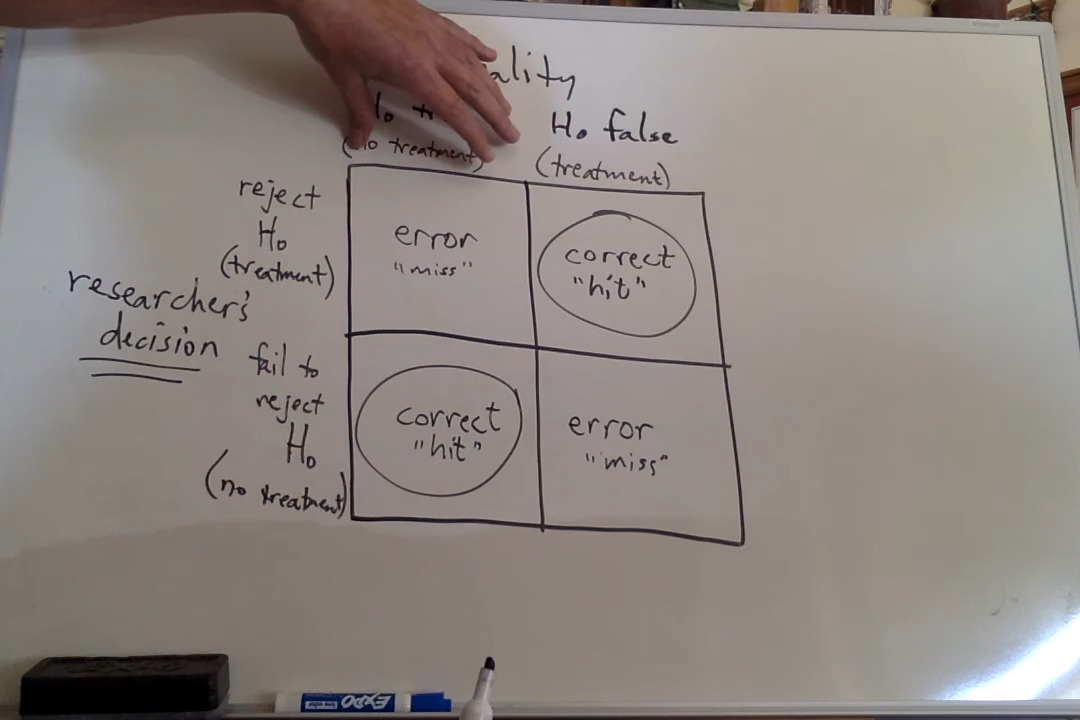 ality
H₀ false
(no treatment)
(treatment)
reject
H₀
(treatment)
researcher's
decision
fail to
reject
H₀
(no treatment)
error
"miss"
correct
"hit"
correct
"hit"
error
"miss"
EXPO